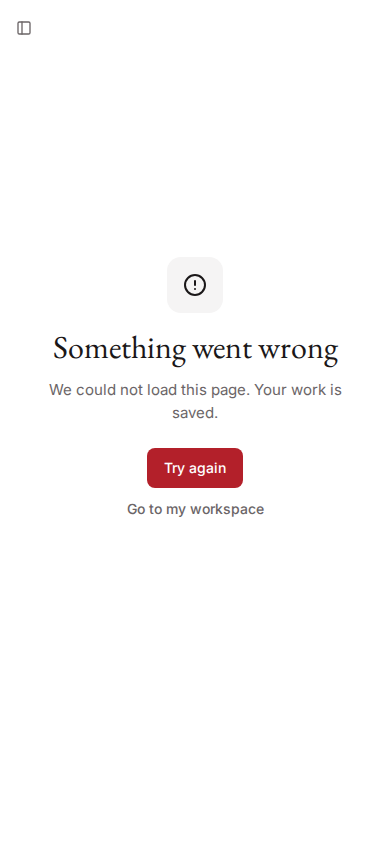 Something went wrong
We could not load this page. Your work is
saved.
Try again
Go to my workspace